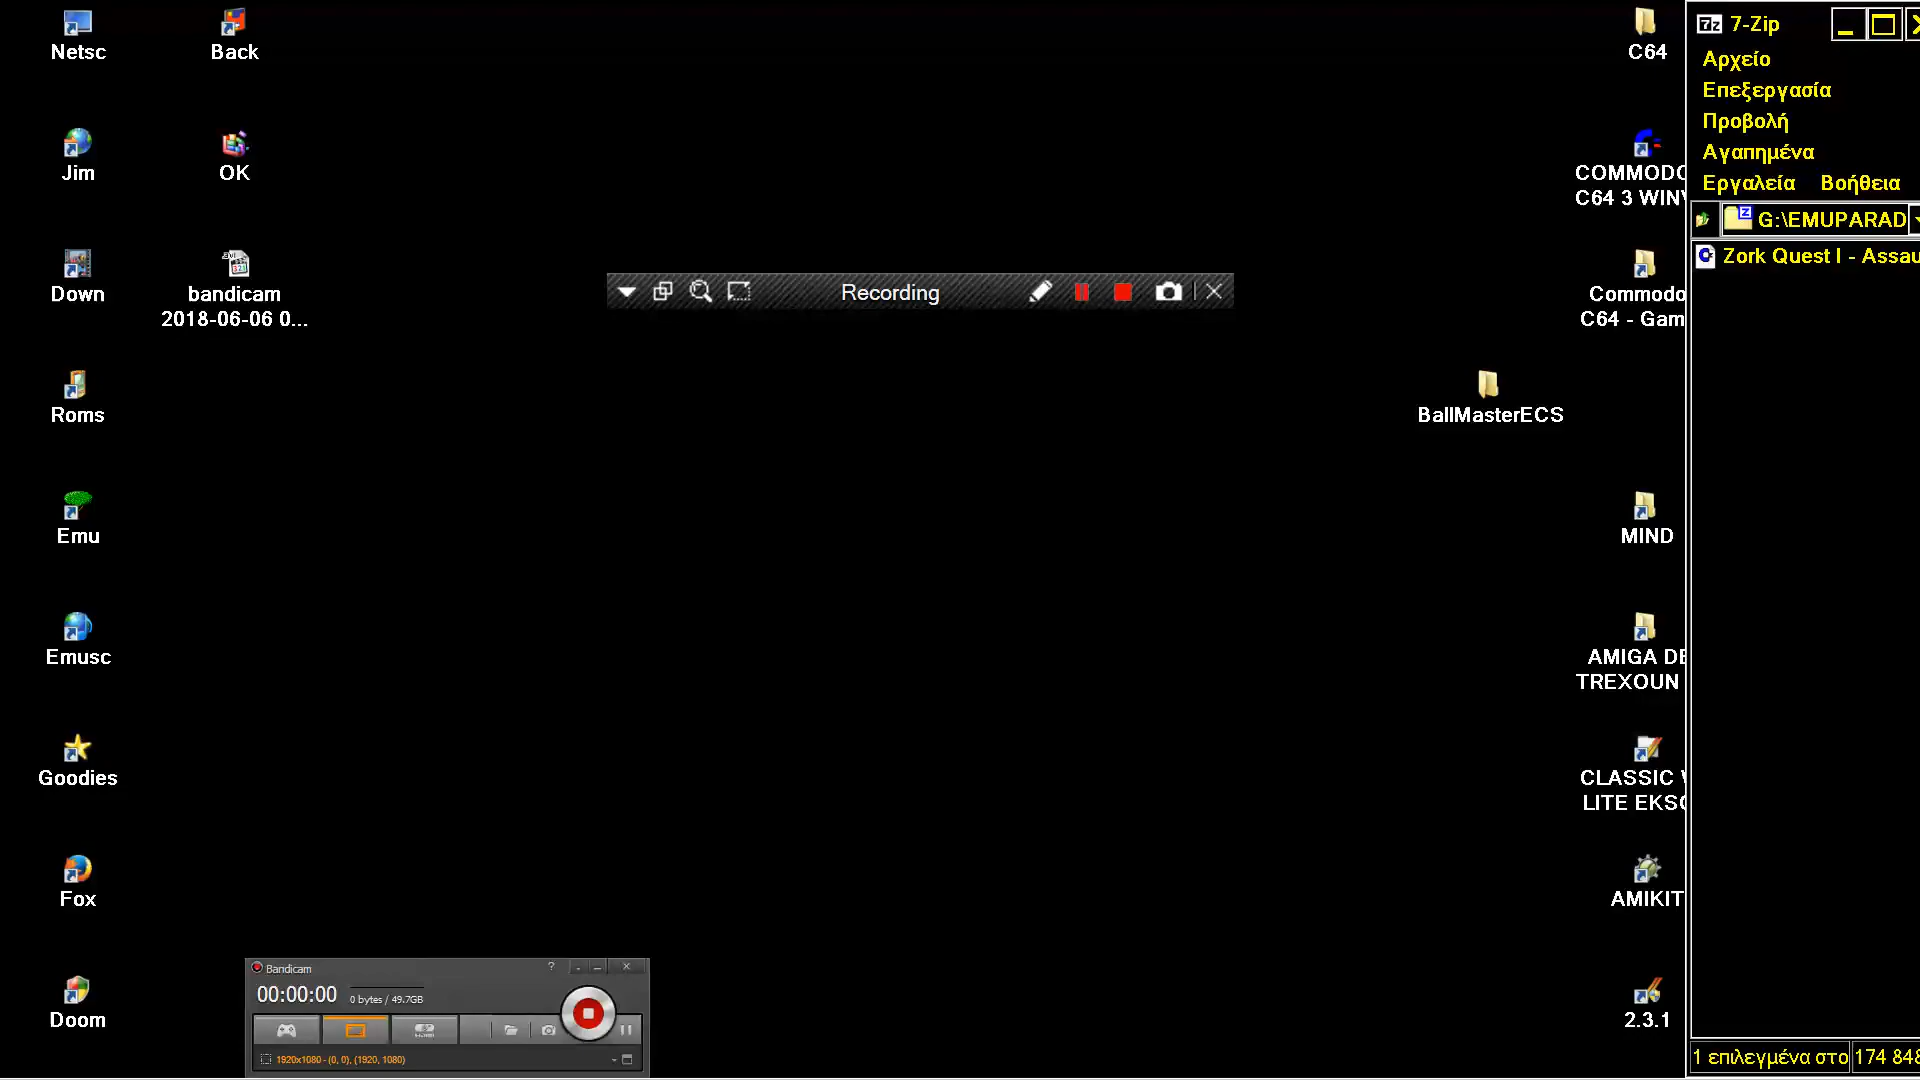 Netsc
Back
Jim
OK
Down
bandicam
2018-06-06 0...
Roms
Emu
Emusc
Goodies
Fox
Doom
Recording
Bandicam
?
00:00:00
0 bytes / 49.7GB
1920x1080 - (0, 0), (1920, 1080)
C64
COMMODO
C64 3 WINV
Commodo
C64 - Gam
BallMasterECS
MIND
AMIGA DE
TREXOUN
CLASSIC
LITE EKSO
AMIKIT
2.3.1
7z 7-Zip
Αρχείο
Επεξεργασία
Προβολή
Αγαπημένα
Εργαλεία Βοήθεια
G:\EMUPARAD
Zork Quest I - Assau
1 επιλεγμένα στο
174 848